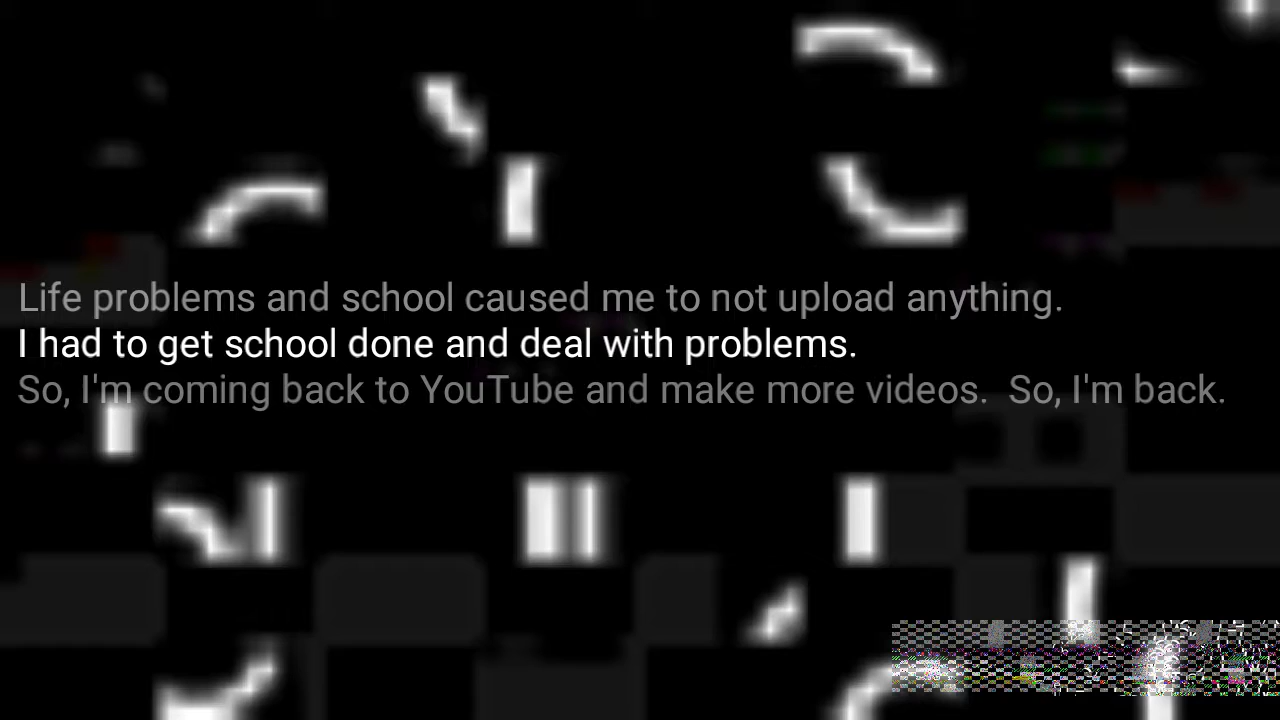 Life problems and school caused me to not upload anything.
I had to get school done and deal with problems.
So, I'm coming back to YouTube and make more videos.  So, I'm back.